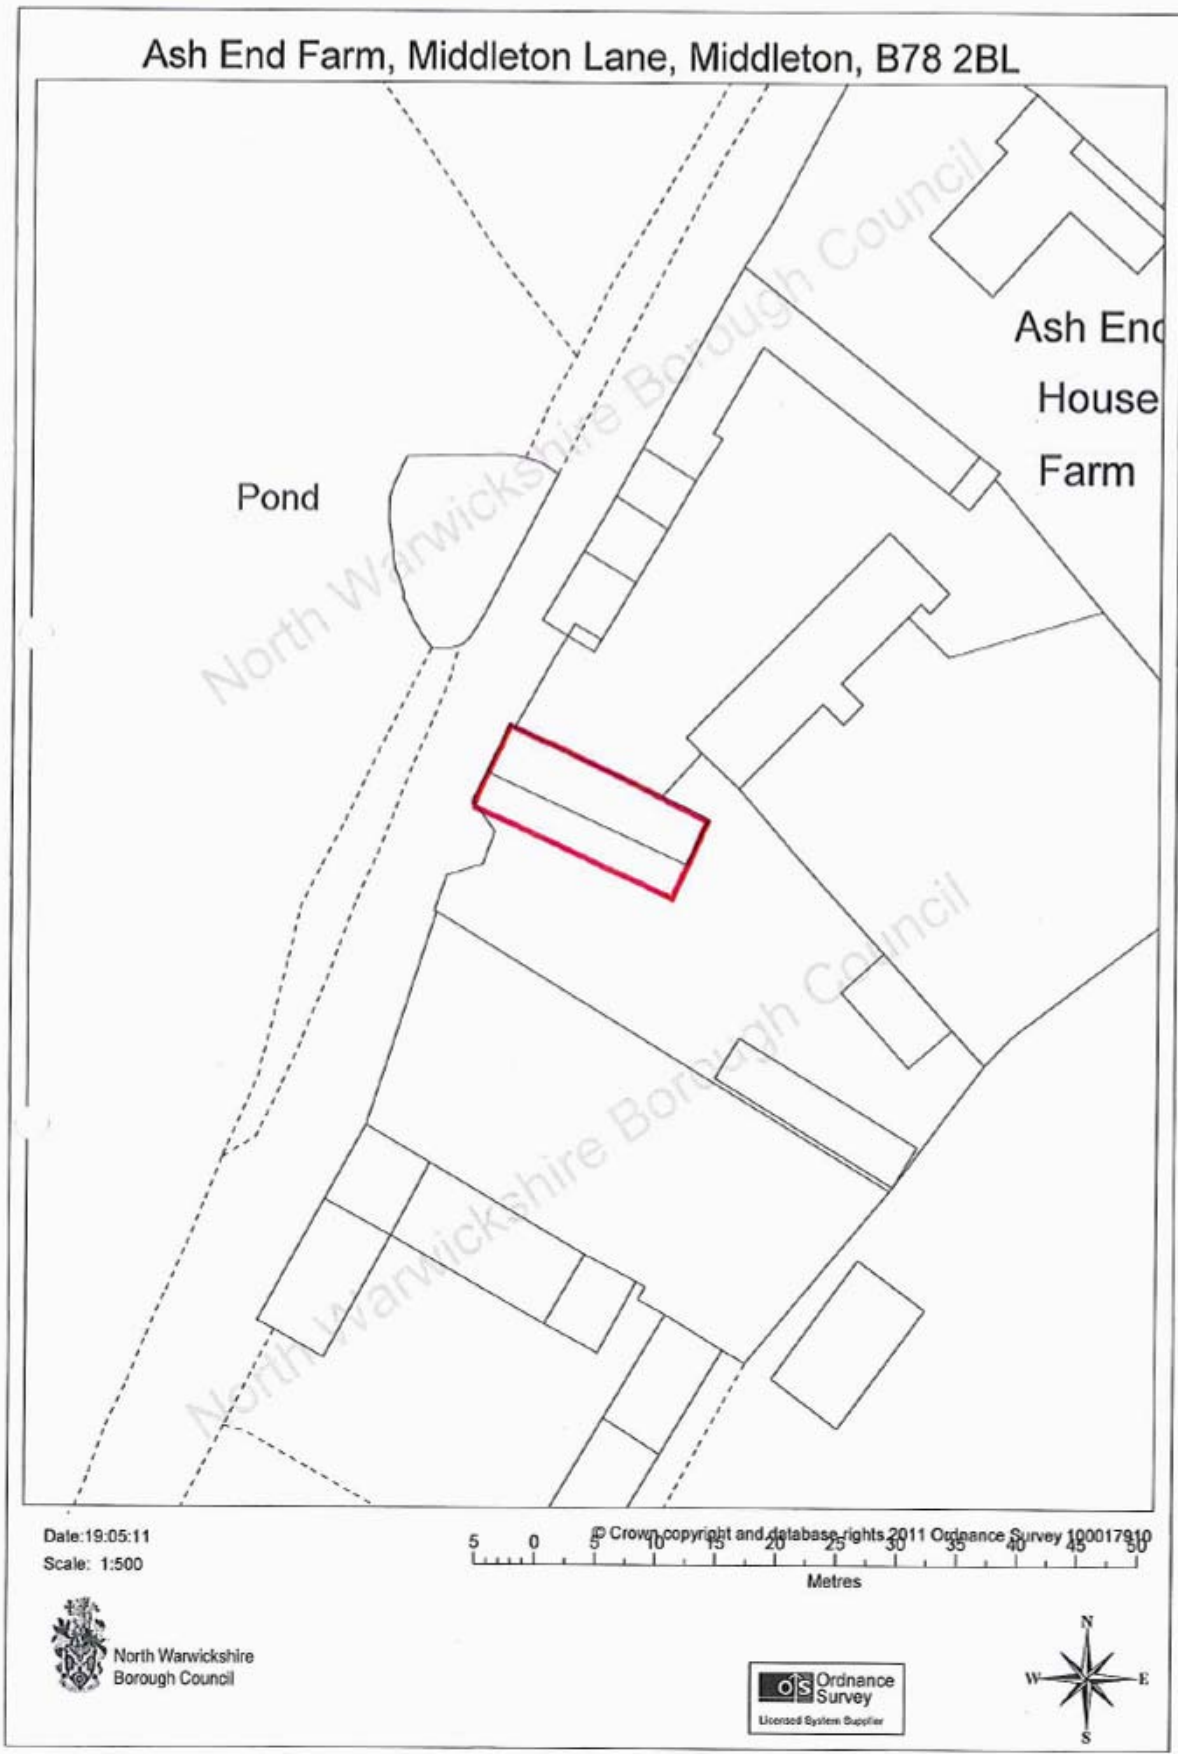 Ash End Farm, Middleton Lane, Middleton, B78 2BL
North Warwickshire Borough Council
Ash End
House
Farm
Pond
North Warwickshire Borough Council
Date:19:05:11
Scale: 1:500
© Crown copyright and database rights 2011 Ordnance Survey 100017910
5 0 5 10 15 20 25 30 35 40 45 50
Metres
North Warwickshire
Borough Council
OS Ordnance
Survey
Licensed System Supplier
N
W E
S